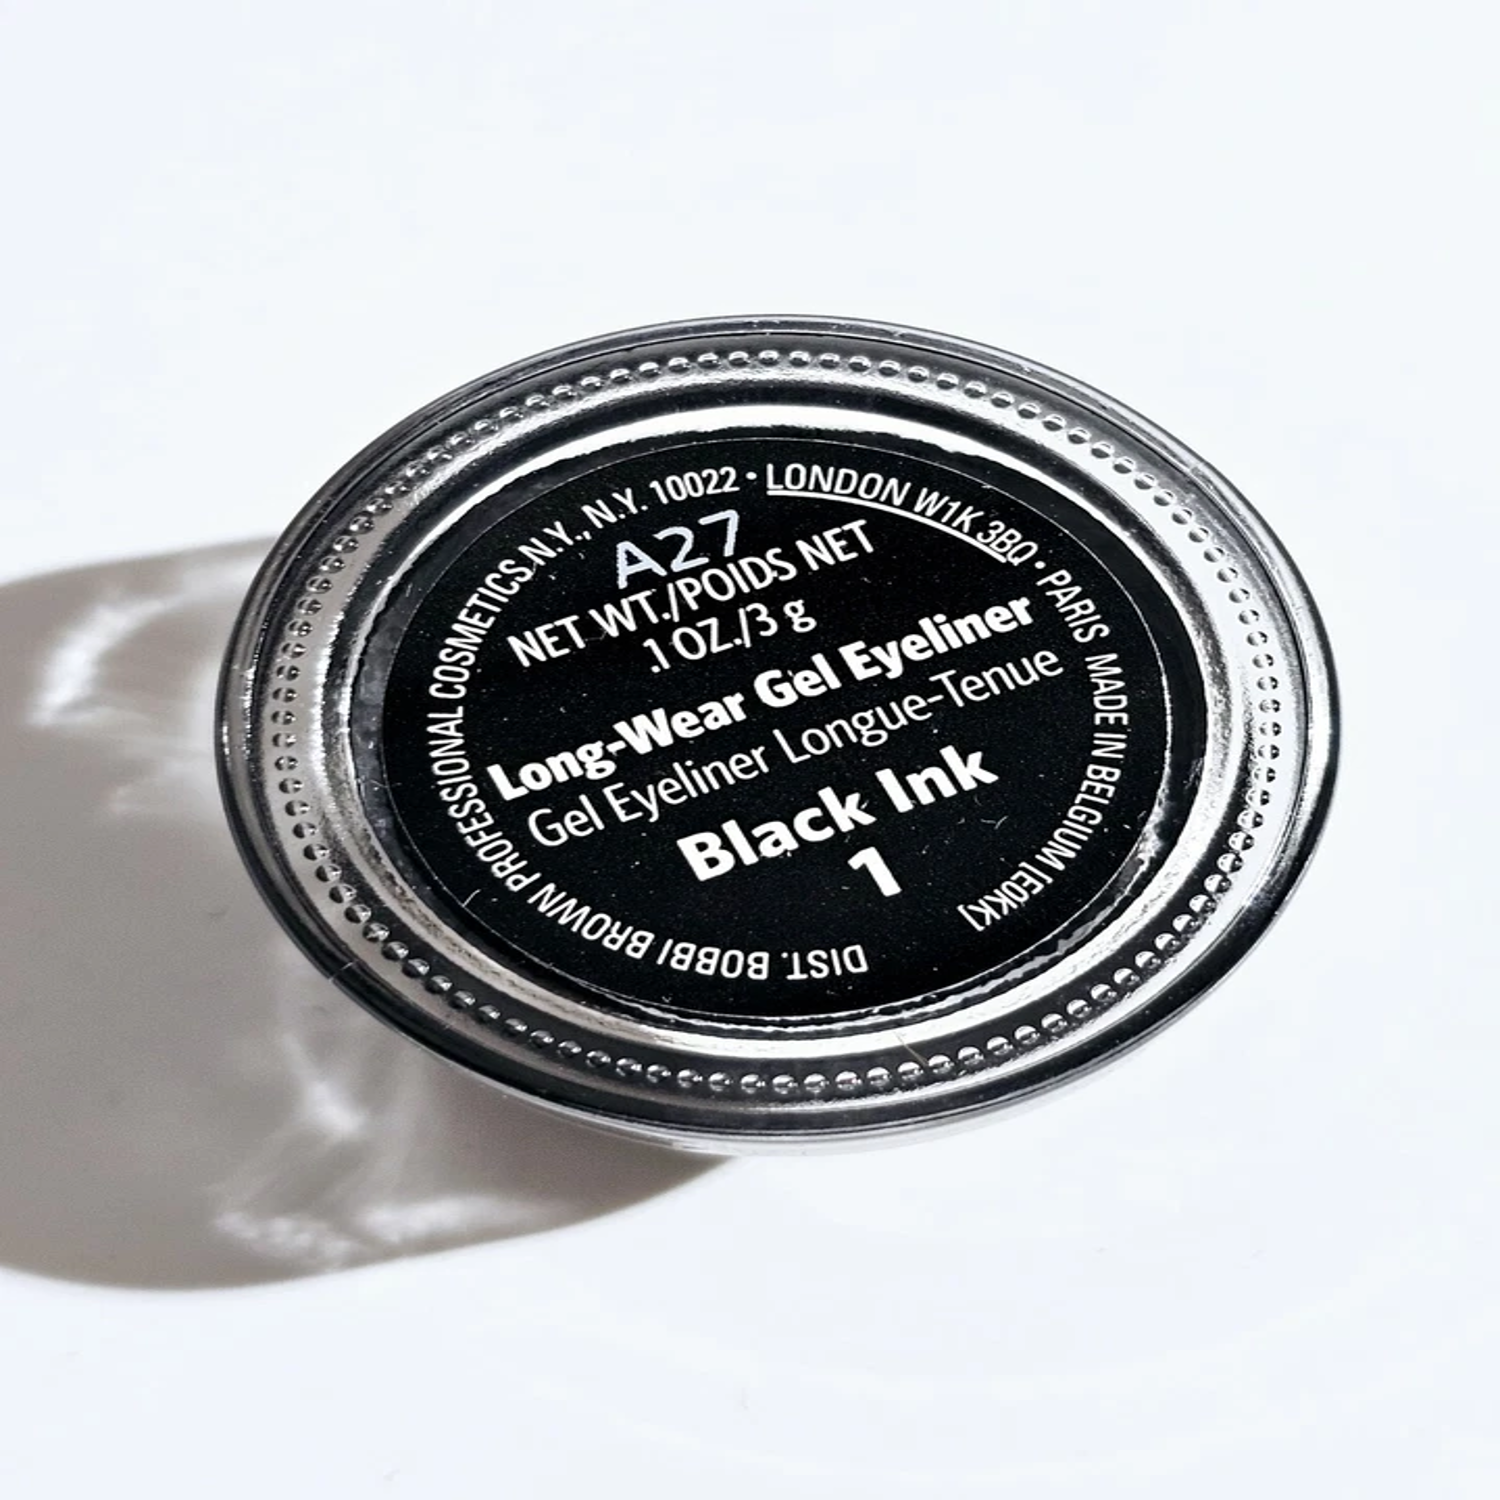 DIST. BOBBI BROWN PROFESSIONAL COSMETICS N.Y., N.Y. 10022 • LONDON W1K 3BQ • PARIS MADE IN BELGIUM [E0KK]
A27
NET WT./POIDS NET
.1 OZ./3 g
Long-Wear Gel Eyeliner
Gel Eyeliner Longue-Tenue
Black Ink
1